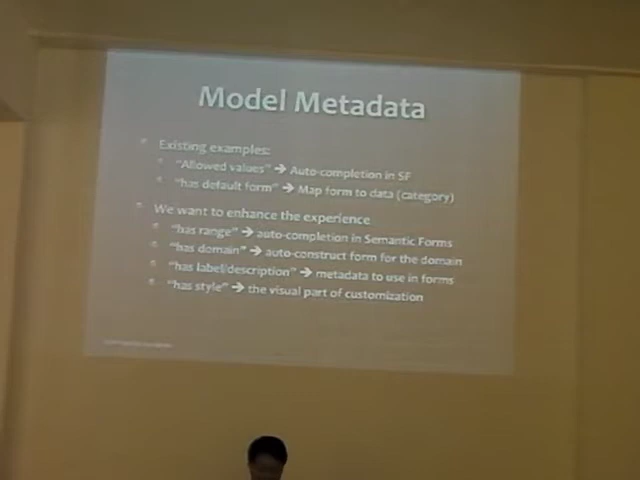 Model Metadata
Existing examples:
"Allowed values" → Auto-completion in SF
"has default form" → Map form to data (category)
We want to enhance the experience
"has range" → auto-completion in Semantic Forms
"has domain" → auto-construct form for the domain
"has label/description" → metadata to use in forms
"has style" → the visual part of customization